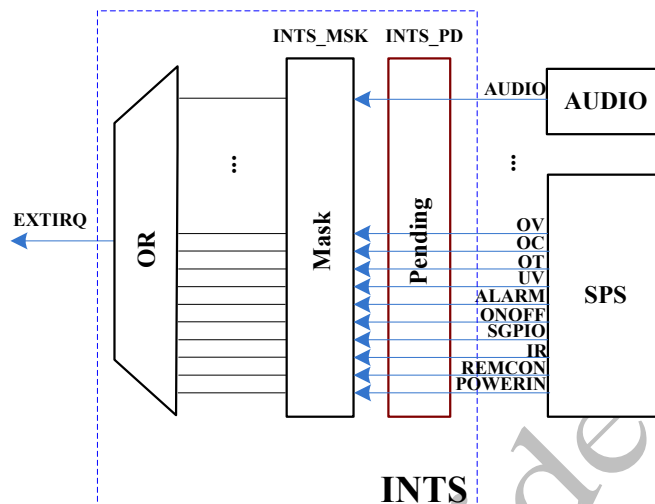 INTS_MSK INTS_PD
AUDIO
AUDIO
...
...
EXTIRQ
OR
Mask
Pending
OV
OC
OT
UV
ALARM
ONOFF
SGPIO
IR
REMCON
POWERIN
SPS
INTS